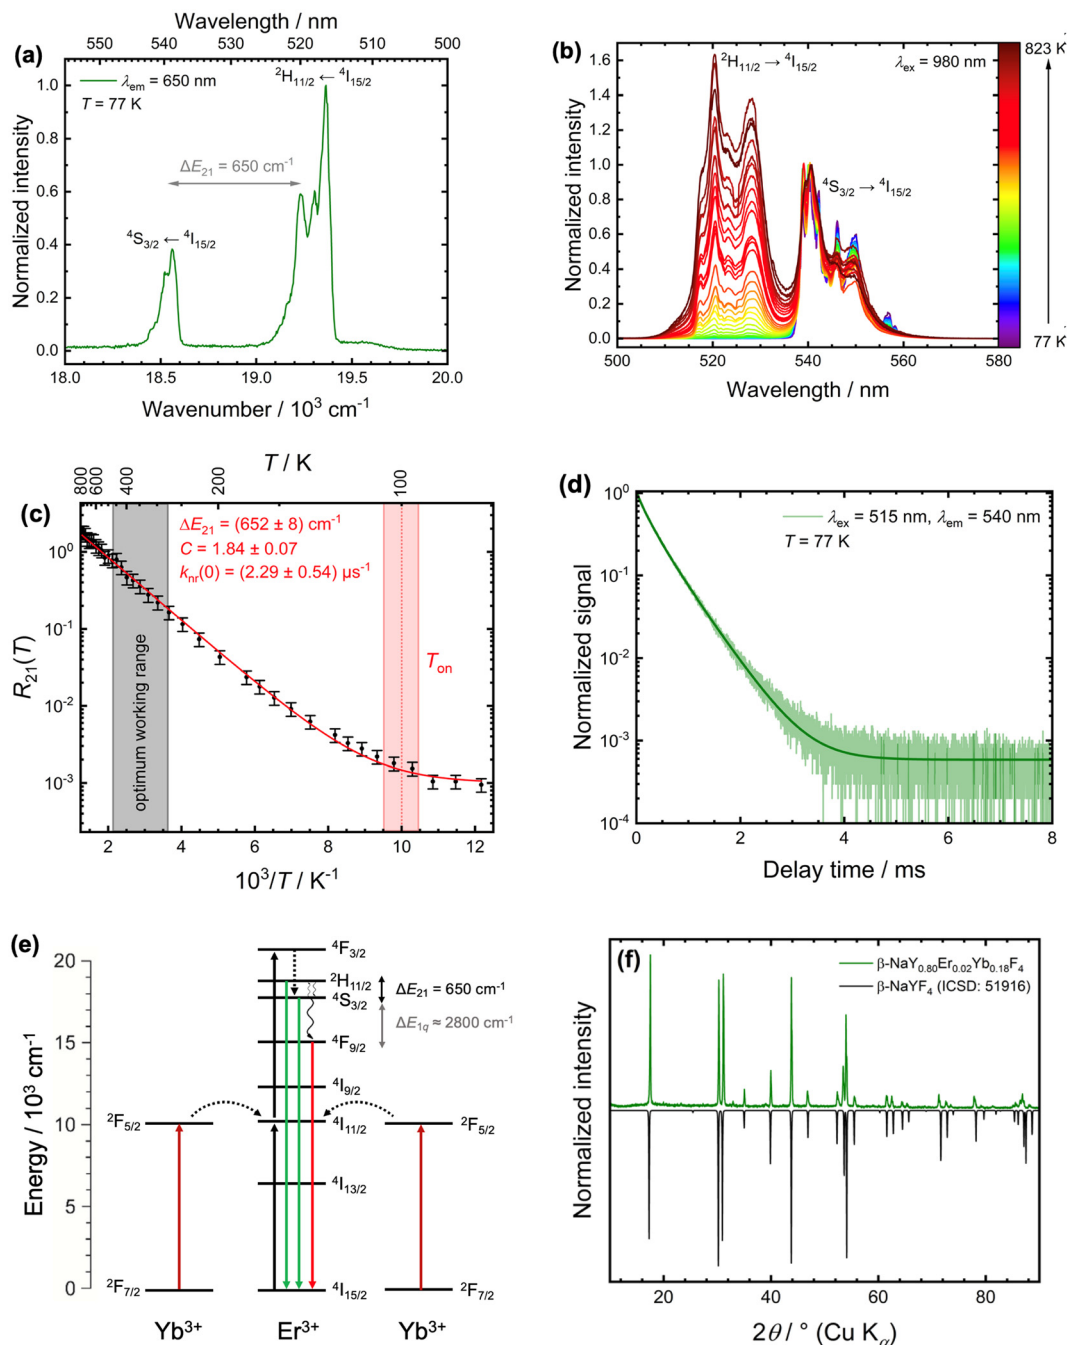 Wavelength / nm
550 540 530 520 510 500
(a)
λem = 650 nm
T = 77 K
²H₁₁/₂ ← ⁴I₁₅/₂
ΔE₂₁ = 650 cm⁻¹
⁴S₃/₂ ← ⁴I₁₅/₂
Normalized intensity
1.0
0.8
0.6
0.4
0.2
0.0
18.0 18.5 19.0 19.5 20.0
Wavenumber / 10³ cm⁻¹
(b)
²H₁₁/₂ → ⁴I₁₅/₂
λex = 980 nm
823 K
⁴S₃/₂ → ⁴I₁₅/₂
77 K
Normalized intensity
1.6
1.4
1.2
1.0
0.8
0.6
0.4
0.2
0.0
500 520 540 560 580
Wavelength / nm
T / K
800 600 400 200 100
(c)
ΔE₂₁ = (652 ± 8) cm⁻¹
C = 1.84 ± 0.07
knr(0) = (2.29 ± 0.54) μs⁻¹
Ton
optimum working range
R₂₁(T)
10⁰
10⁻¹
10⁻²
10⁻³
2 4 6 8 10 12
10³/T / K⁻¹
(d)
λex = 515 nm, λem = 540 nm
T = 77 K
Normalized signal
10⁰
10⁻¹
10⁻²
10⁻³
10⁻⁴
0 2 4 6 8
Delay time / ms
(e)
Energy / 10³ cm⁻¹
20
15
10
5
0
⁴F₃/₂
²H₁₁/₂
⁴S₃/₂
ΔE₂₁ = 650 cm⁻¹
ΔE₁q ≈ 2800 cm⁻¹
⁴F₉/₂
⁴I₉/₂
²F₅/₂ ⁴I₁₁/₂ ²F₅/₂
⁴I₁₃/₂
²F₇/₂ ⁴I₁₅/₂ ²F₇/₂
Yb³⁺ Er³⁺ Yb³⁺
(f)
β-NaY₀.₈₀Er₀.₀₂Yb₀.₁₈F₄
β-NaYF₄ (ICSD: 51916)
Normalized intensity
20 40 60 80
2θ / ° (Cu Kα)